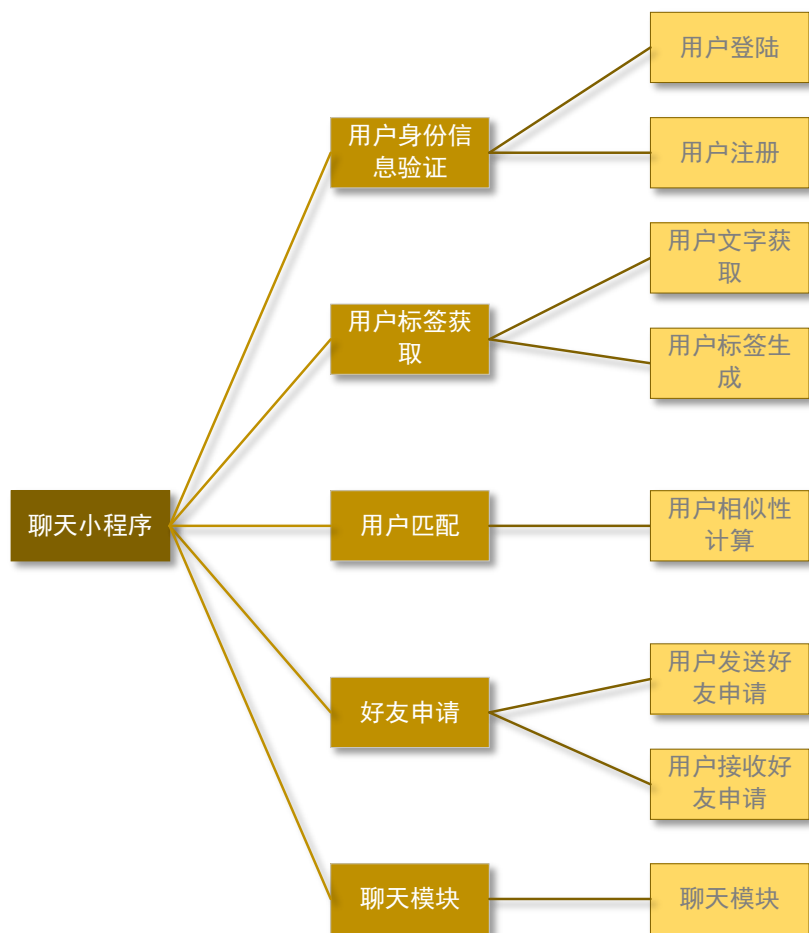 用户登陆
用户身份信
息验证
用户注册
用户文字获
取
用户标签获
取
用户标签生
成
聊天小程序
用户匹配
用户相似性
计算
用户发送好
友申请
好友申请
用户接收好
友申请
聊天模块
聊天模块